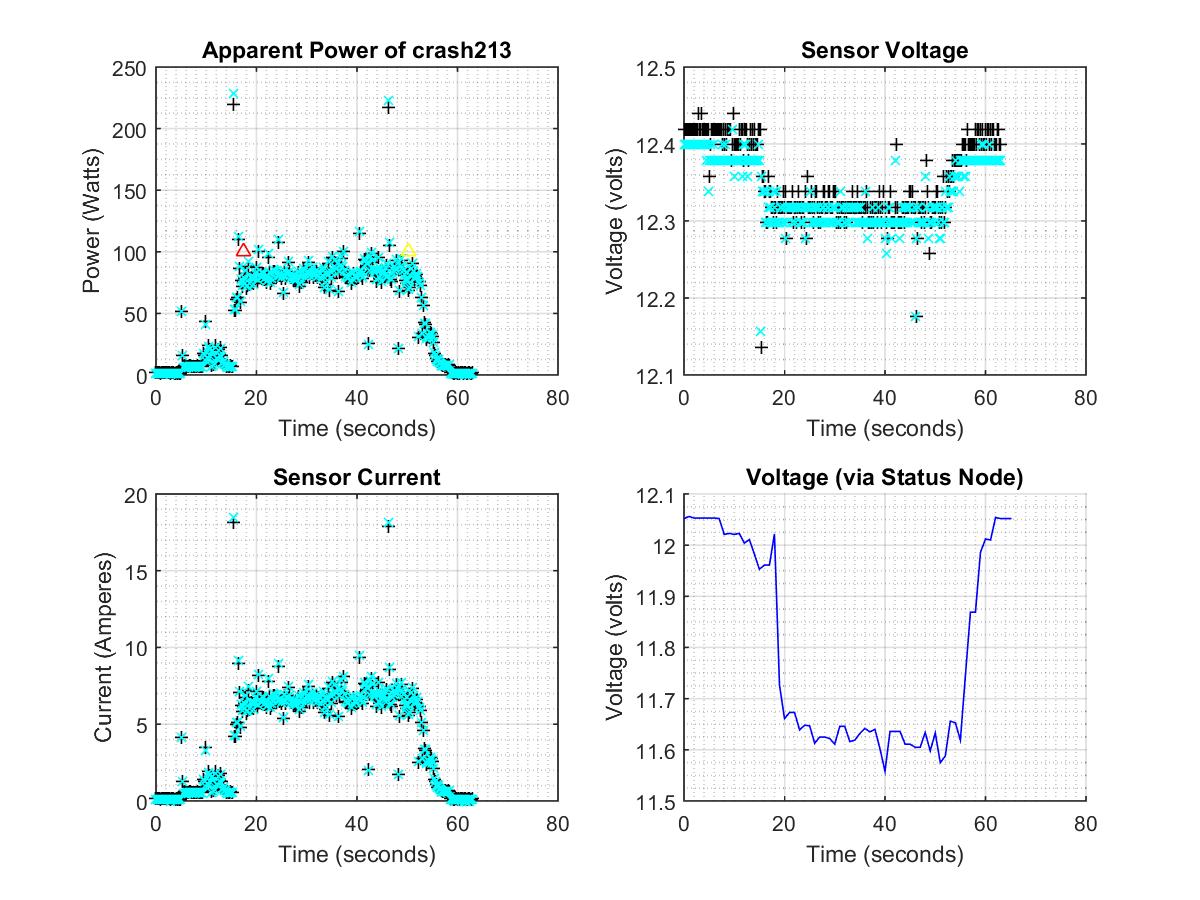 Apparent Power of crash213
250
200
150
100
50
0
Power (Watts)
0 20 40 60 80
Time (seconds)
Sensor Voltage
12.5
12.4
12.3
12.2
12.1
Voltage (volts)
0 20 40 60 80
Time (seconds)
Sensor Current
20
15
10
5
0
Current (Amperes)
0 20 40 60 80
Time (seconds)
Voltage (via Status Node)
12.1
12
11.9
11.8
11.7
11.6
11.5
Voltage (volts)
0 20 40 60 80
Time (seconds)